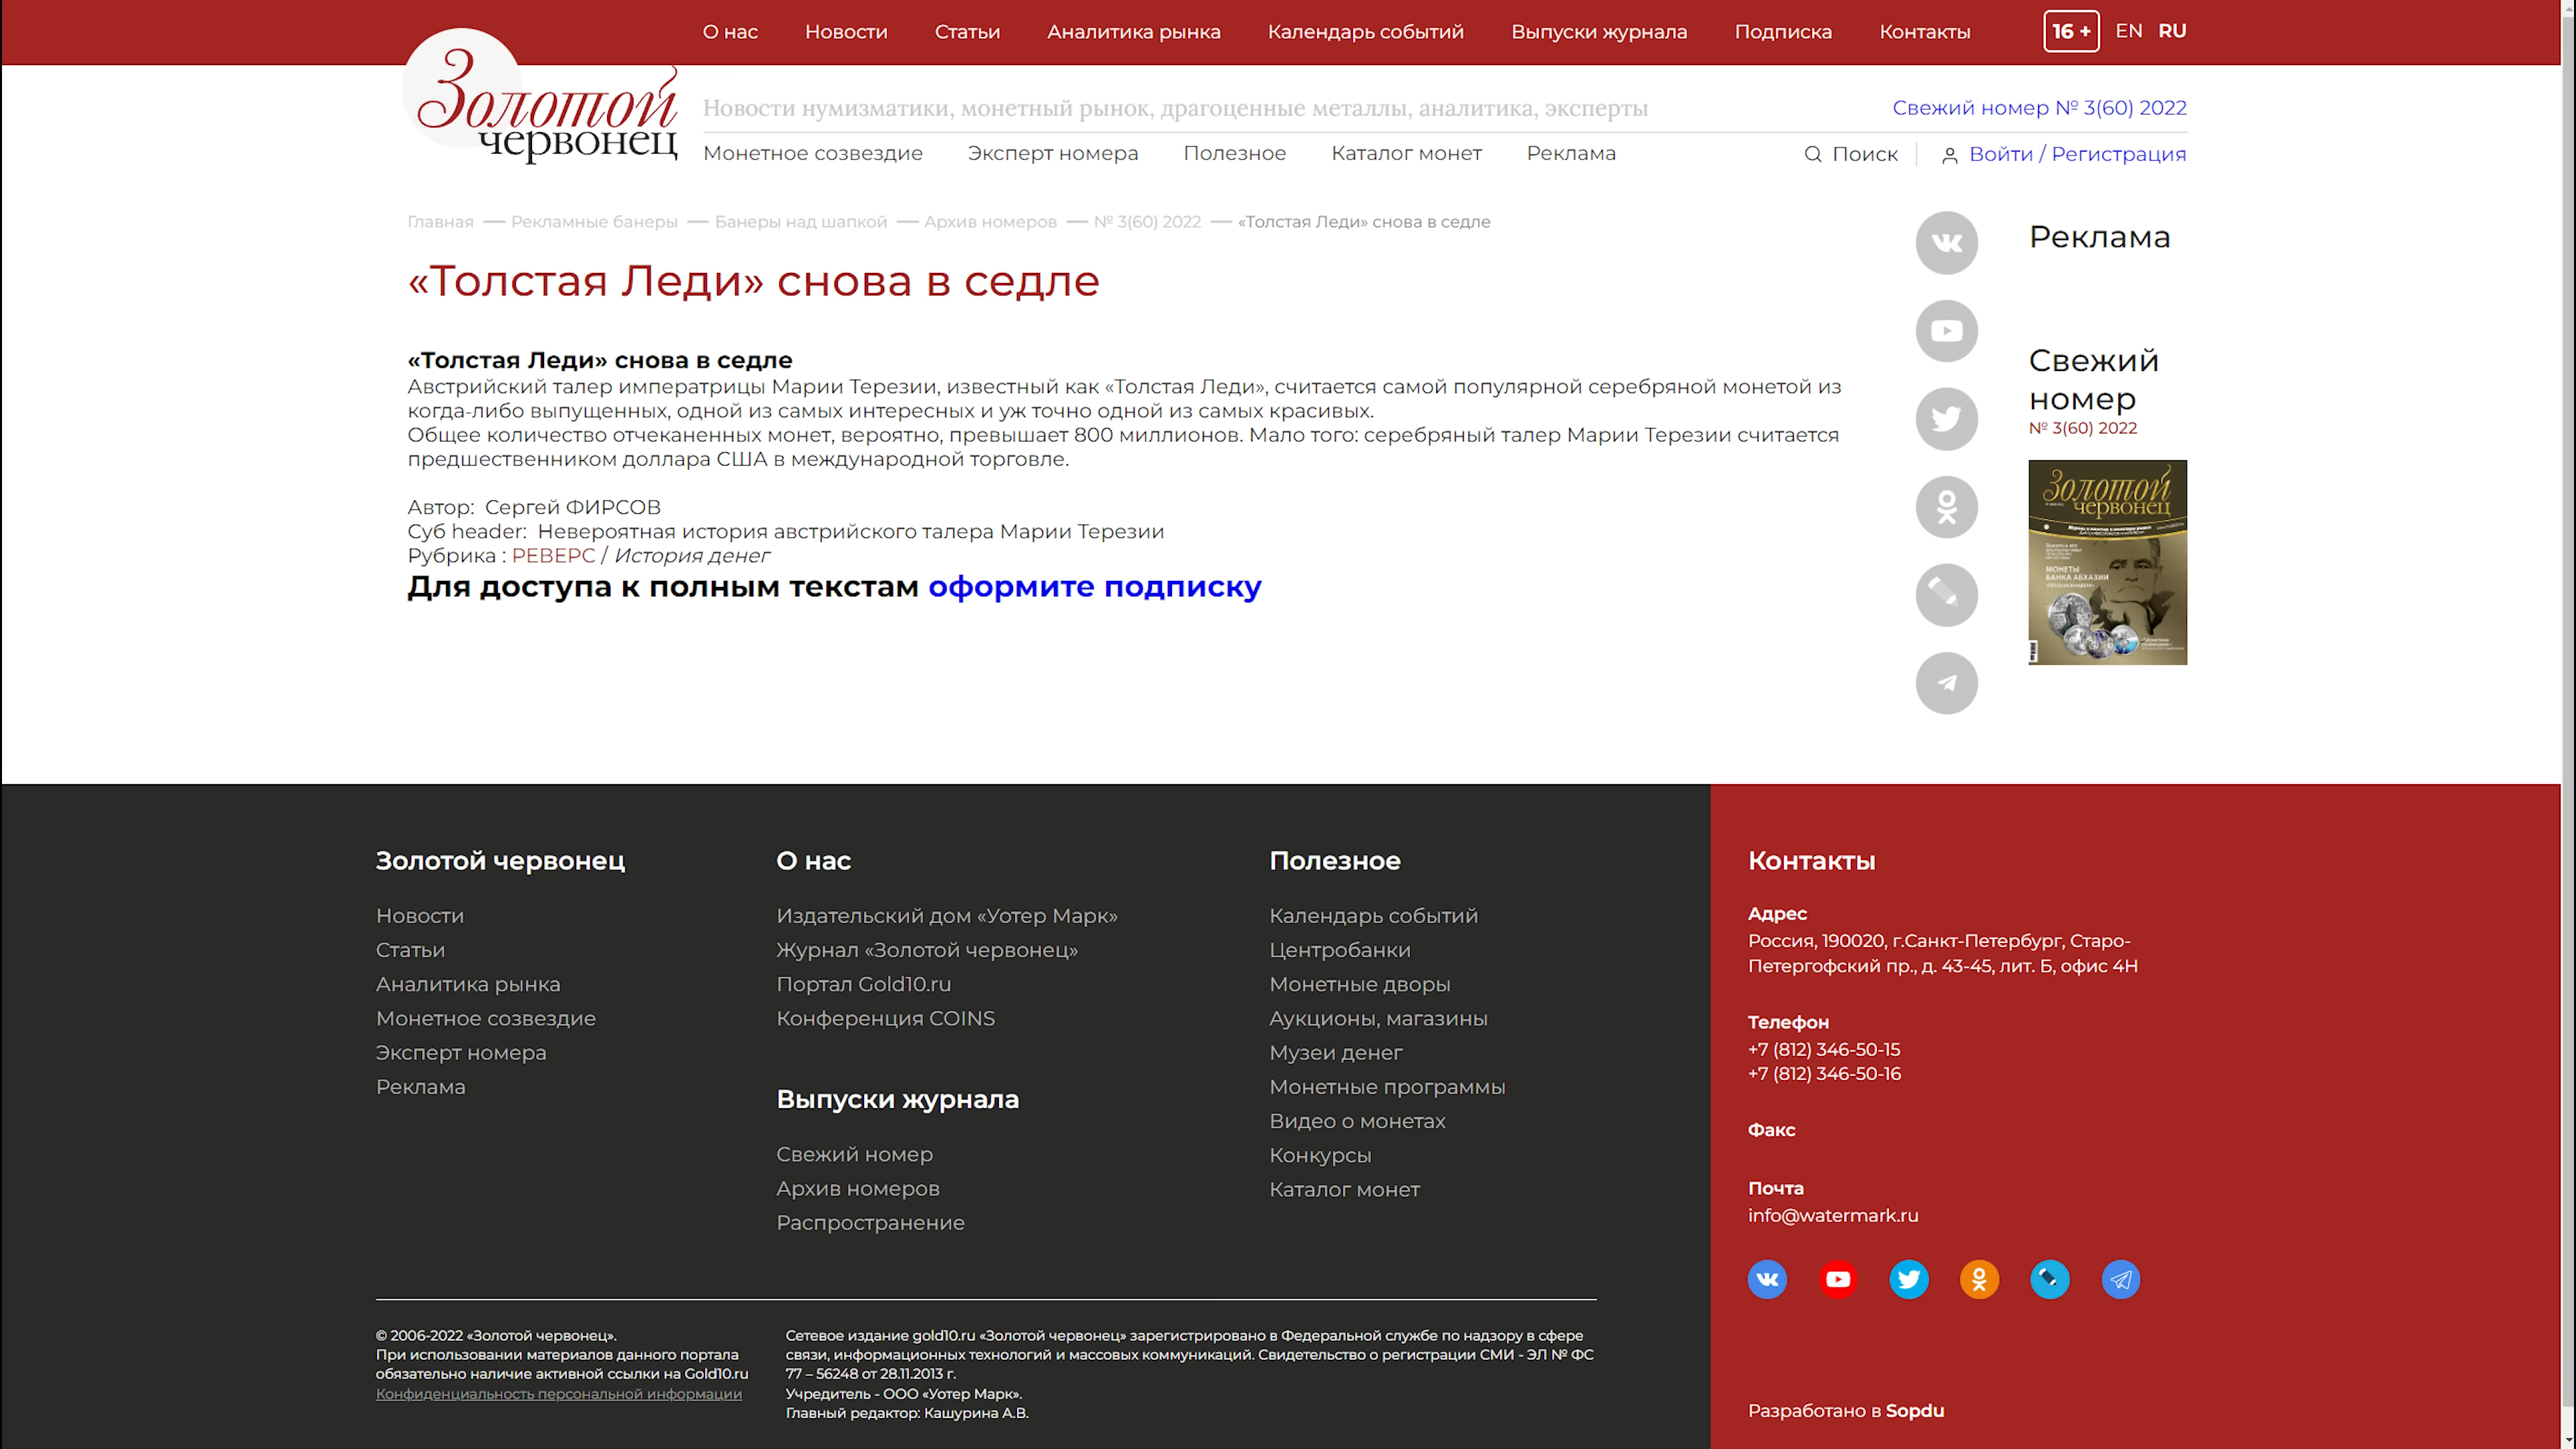 О нас Новости Статьи Аналитика рынка Календарь событий Выпуски журнала Подписка Контакты 16 + EN RU
Золотой
червонец
Новости нумизматики, монетный рынок, драгоценные металлы, аналитика, эксперты
Свежий номер № 3(60) 2022
Монетное созвездие Эксперт номера Полезное Каталог монет Реклама
Поиск Войти / Регистрация
Главная — Рекламные банеры — Банеры над шапкой — Архив номеров — № 3(60) 2022 — «Толстая Леди» снова в седле
«Толстая Леди» снова в седле
«Толстая Леди» снова в седле
Австрийский талер императрицы Марии Терезии, известный как «Толстая Леди», считается самой популярной серебряной монетой из
когда-либо выпущенных, одной из самых интересных и уж точно одной из самых красивых.
Общее количество отчеканенных монет, вероятно, превышает 800 миллионов. Мало того: серебряный талер Марии Терезии считается
предшественником доллара США в международной торговле.
Автор: Сергей ФИРСОВ
Суб header: Невероятная история австрийского талера Марии Терезии
Рубрика : РЕВЕРС / История денег
Для доступа к полным текстам оформите подписку
Реклама
Свежий
номер
№ 3(60) 2022
Золотой
червонец
МОНЕТЫ
БАНКА АБХАЗИИ
Золотой червонец
Новости
Статьи
Аналитика рынка
Монетное созвездие
Эксперт номера
Реклама
О нас
Издательский дом «Уотер Марк»
Журнал «Золотой червонец»
Портал Gold10.ru
Конференция COINS
Выпуски журнала
Свежий номер
Архив номеров
Распространение
Полезное
Календарь событий
Центробанки
Монетные дворы
Аукционы, магазины
Музеи денег
Монетные программы
Видео о монетах
Конкурсы
Каталог монет
Контакты
Адрес
Россия, 190020, г.Санкт-Петербург, Старо-
Петергофский пр., д. 43-45, лит. Б, офис 4Н
Телефон
+7 (812) 346-50-15
+7 (812) 346-50-16
Факс
Почта
info@watermark.ru
© 2006-2022 «Золотой червонец».
При использовании материалов данного портала
обязательно наличие активной ссылки на Gold10.ru
Конфиденциальность персональной информации
Сетевое издание gold10.ru «Золотой червонец» зарегистрировано в Федеральной службе по надзору в сфере
связи, информационных технологий и массовых коммуникаций. Свидетельство о регистрации СМИ - ЭЛ № ФС
77 – 56248 от 28.11.2013 г.
Учредитель - ООО «Уотер Марк».
Главный редактор: Кашурина А.В.
Разработано в Sopdu